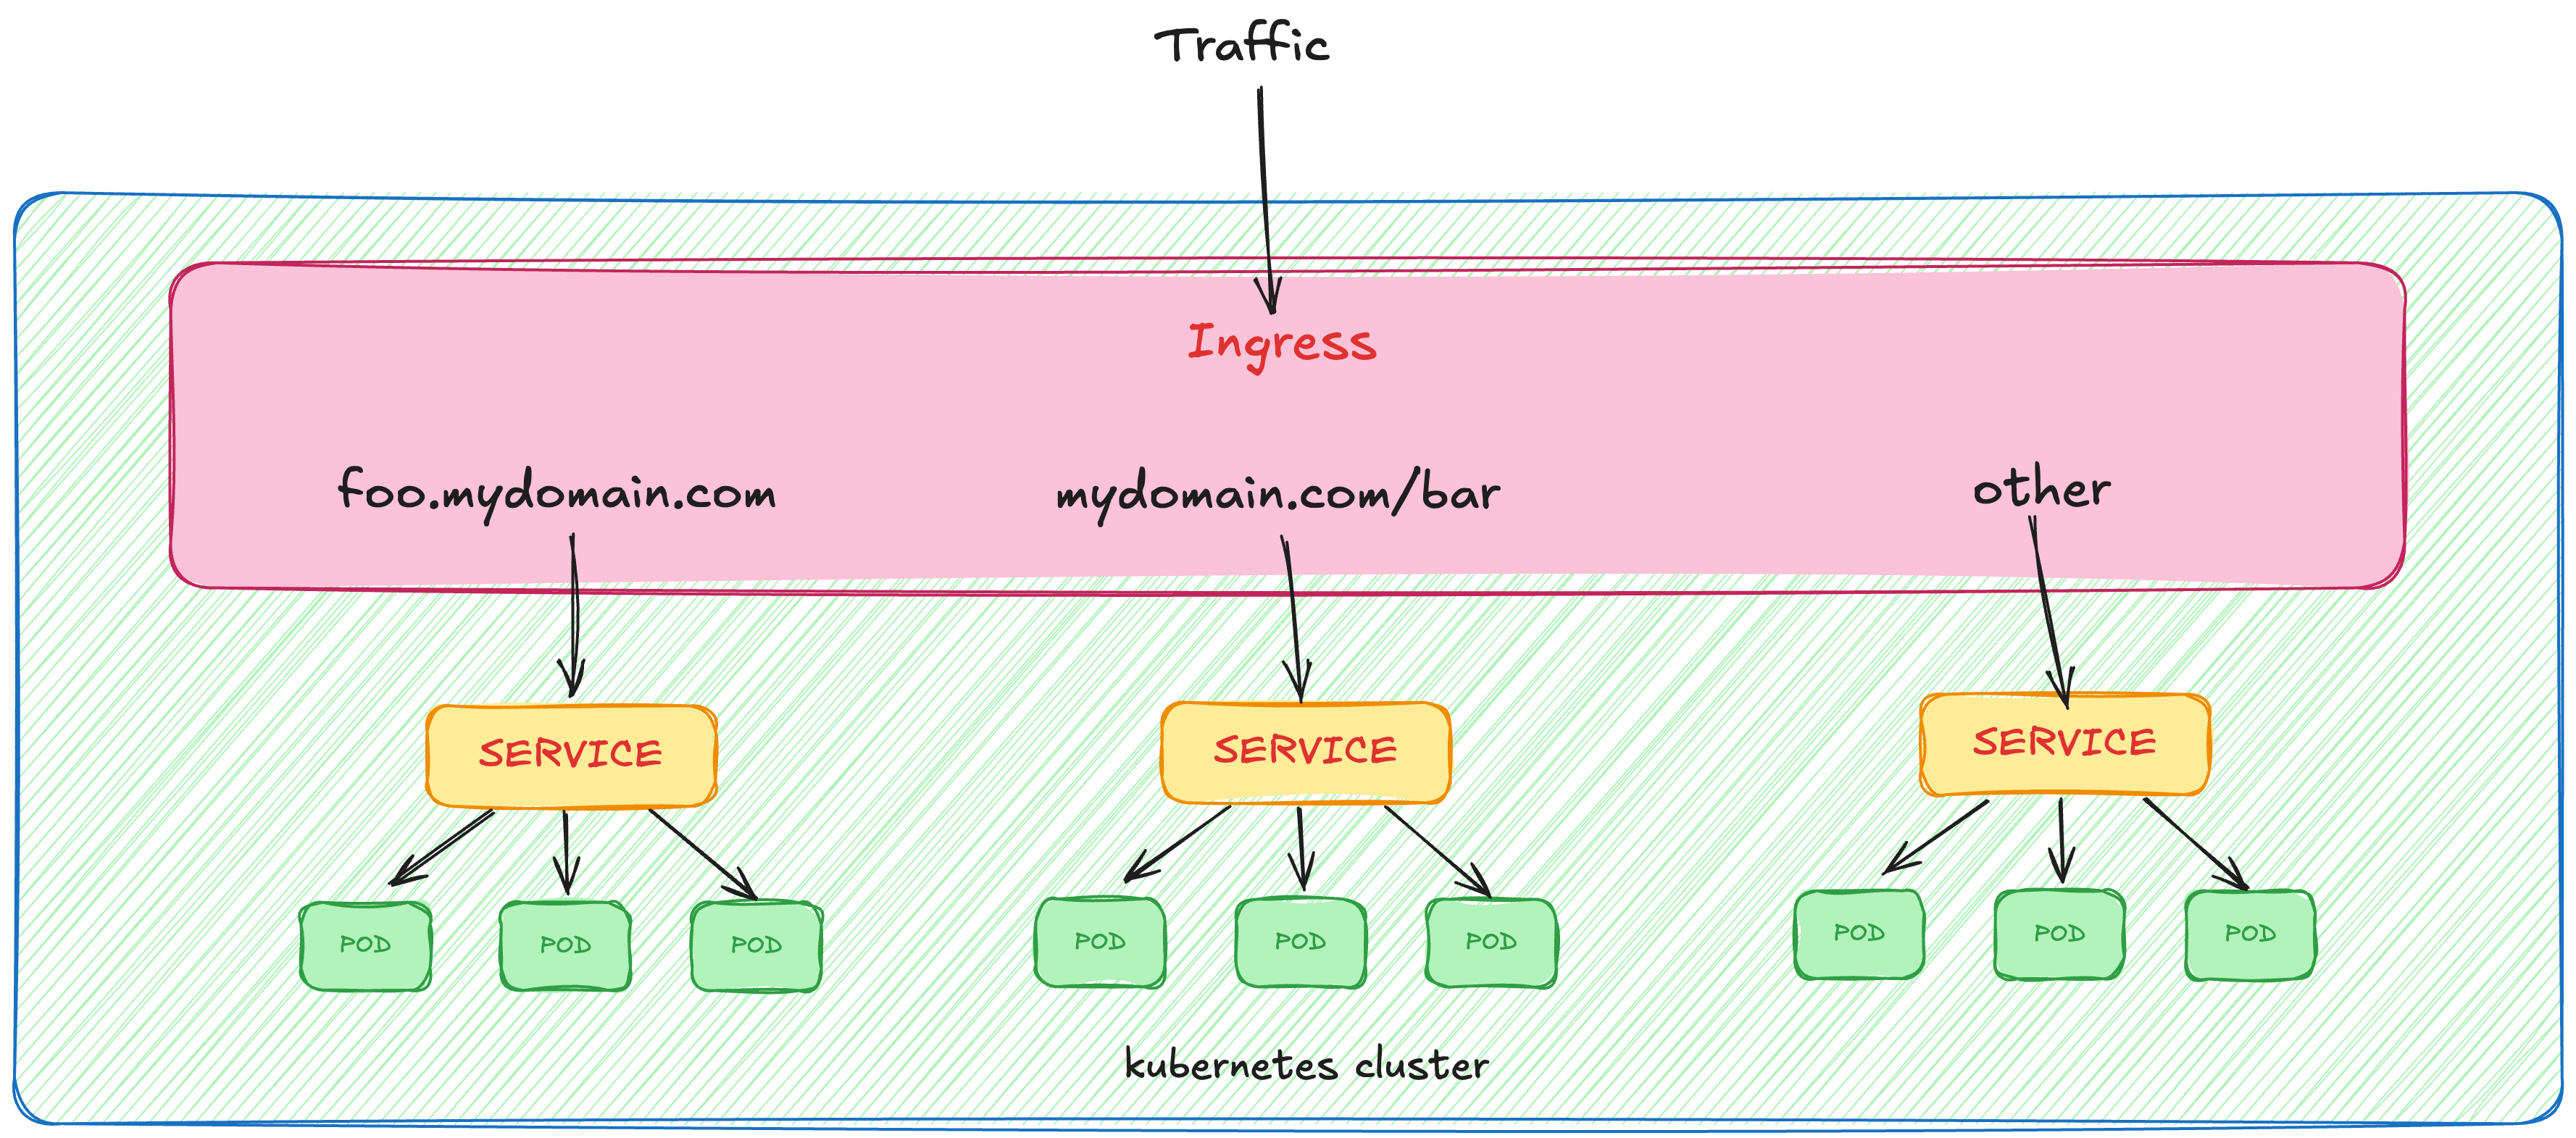 Traffic
Ingress
foo.mydomain.com
mydomain.com/bar
other
SERVICE
SERVICE
SERVICE
POD
POD
POD
POD
POD
POD
POD
POD
POD
kubernetes cluster